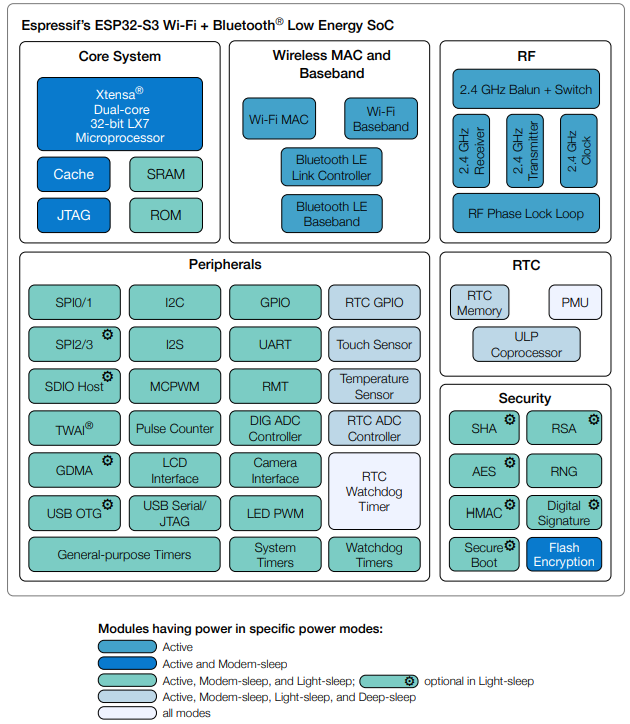 Espressif's ESP32-S3 Wi-Fi + Bluetooth® Low Energy SoC
Core System
Xtensa®
Dual-core
32-bit LX7
Microprocessor
Cache
SRAM
JTAG
ROM
Wireless MAC and
Baseband
Wi-Fi MAC
Wi-Fi
Baseband
Bluetooth LE
Link Controller
Bluetooth LE
Baseband
RF
2.4 GHz Balun + Switch
2.4 GHz
Receiver
2.4 GHz
Transmitter
2.4 GHz
Clock
RF Phase Lock Loop
Peripherals
SPI0/1
I2C
GPIO
RTC GPIO
SPI2/3
I2S
UART
Touch Sensor
SDIO Host
MCPWM
RMT
Temperature
Sensor
TWAI®
Pulse Counter
DIG ADC
Controller
RTC ADC
Controller
GDMA
LCD
Interface
Camera
Interface
RTC
Watchdog
Timer
USB OTG
USB Serial/
JTAG
LED PWM
General-purpose Timers
System
Timers
Watchdog
Timers
RTC
RTC
Memory
PMU
ULP
Coprocessor
Security
SHA
RSA
AES
RNG
HMAC
Digital
Signature
Secure
Boot
Flash
Encryption
Modules having power in specific power modes:
Active
Active and Modem-sleep
Active, Modem-sleep, and Light-sleep; optional in Light-sleep
Active, Modem-sleep, Light-sleep, and Deep-sleep
all modes